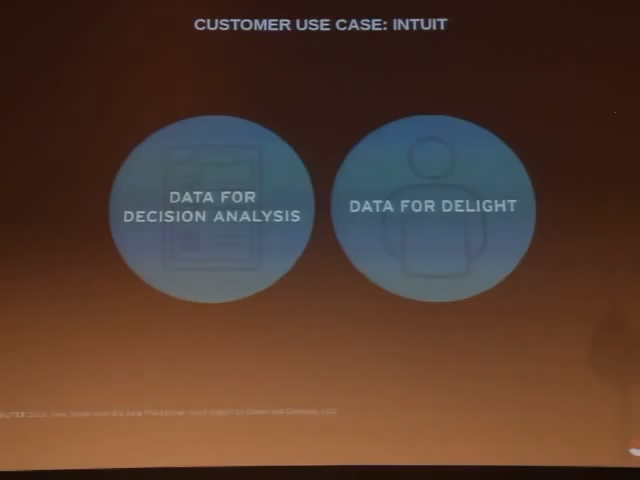 CUSTOMER USE CASE: INTUIT
DATA FOR
DECISION ANALYSIS
DATA FOR DELIGHT